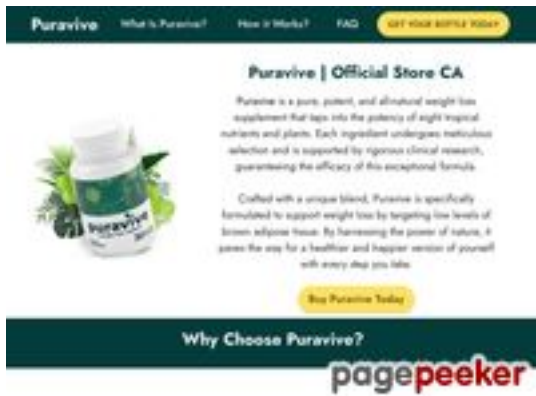 Puravive What Is Puravive? How it Works? FAQ GET YOUR BOTTLE TODAY
Puravive | Official Store CA
Puravive is a pure, potent, and all-natural weight loss
supplement that taps into the potency of eight tropical
nutrients and plants. Each ingredient undergoes meticulous
selection and is supported by rigorous clinical research,
guaranteeing the efficacy of this exceptional formula.
Crafted with a unique blend, Puravive is specifically
formulated to support weight loss by targeting low levels of
brown adipose tissue. By harnessing the power of nature, it
paves the way for a healthier and happier version of yourself
with every step you take.
puravive
Buy Puravive Today
Why Choose Puravive?
pagepeeker